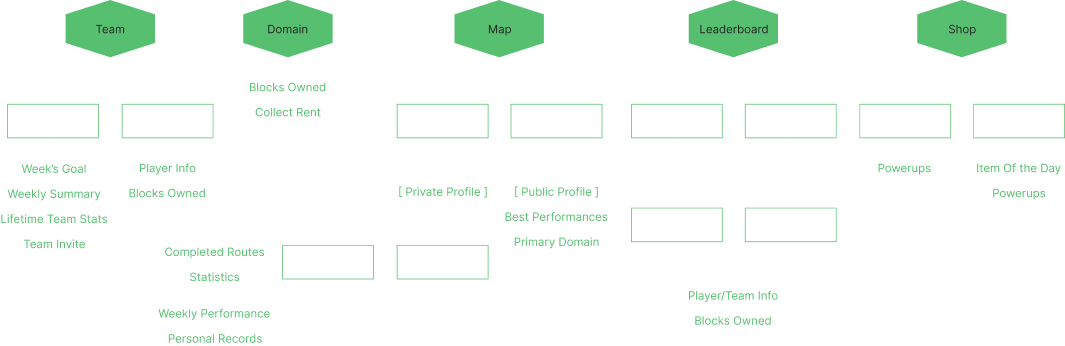 Team
Domain
Map
Leaderboard
Shop
Blocks Owned
Collect Rent
Week's Goal
Weekly Summary
Lifetime Team Stats
Team Invite
Player Info
Blocks Owned
[ Private Profile ]
[ Public Profile ]
Best Performances
Primary Domain
Powerups
Item Of the Day
Powerups
Completed Routes
Statistics
Weekly Performance
Personal Records
Player/Team Info
Blocks Owned